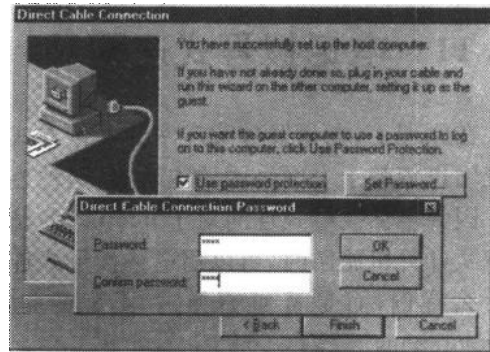 Direct Cable Connection
You have successfully set up the host computer.
If you have not already done so, plug in your cable and
run this wizard on the other computer, setting it up as the
guest.
If you want the guest computer to use a password to log
on to this computer, click Use Password Protection.
Use password protection
Set Password...
Direct Cable Connection Password
Password:
****
OK
Confirm password:
****
Cancel
< Back
Finish
Cancel